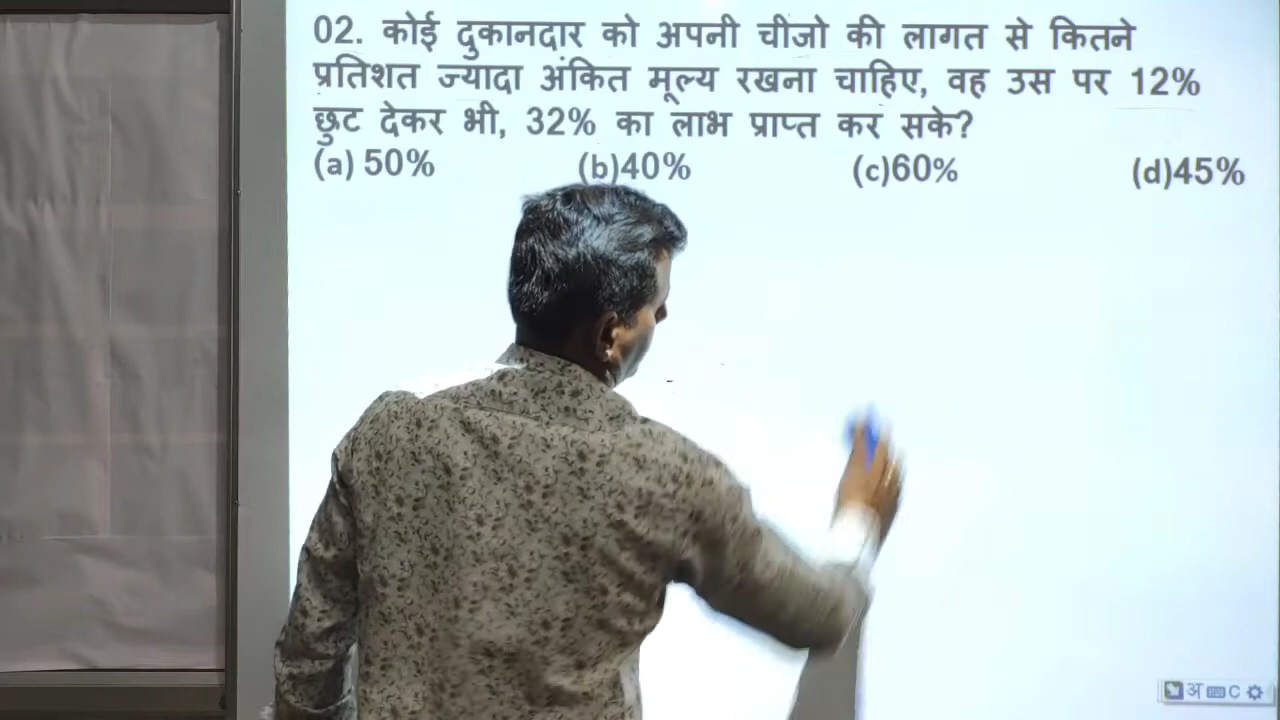 02. कोई दुकानदार को अपनी चीजो की लागत से कितने
प्रतिशत ज्यादा अंकित मूल्य रखना चाहिए, वह उस पर 12%
छुट देकर भी, 32% का लाभ प्राप्त कर सके?
(a) 50% (b)40% (c)60% (d)45%
अ C